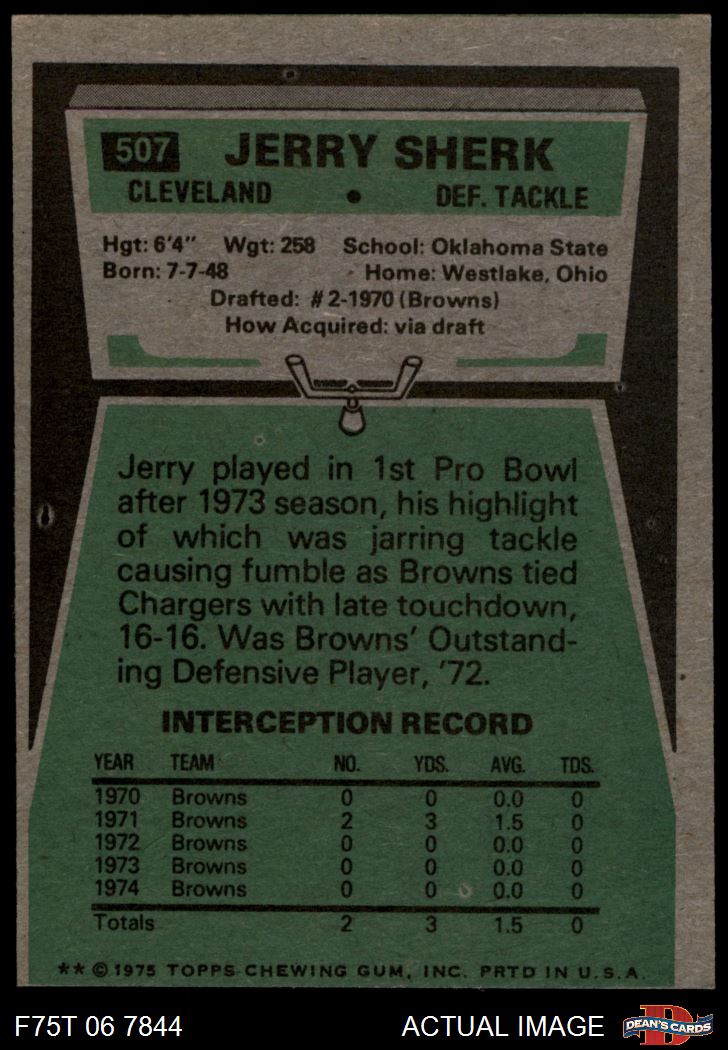 507 JERRY SHERK
CLEVELAND • DEF. TACKLE
Hgt: 6'4" Wgt: 258 School: Oklahoma State
Born: 7-7-48 Home: Westlake, Ohio
Drafted: #2-1970 (Browns)
How Acquired: via draft
Jerry played in 1st Pro Bowl
after 1973 season, his highlight
of which was jarring tackle
causing fumble as Browns tied
Chargers with late touchdown,
16-16. Was Browns' Outstand-
ing Defensive Player, '72.
INTERCEPTION RECORD
YEAR TEAM NO. YDS. AVG. TDS.
1970 Browns 0 0 0.0 0
1971 Browns 2 3 1.5 0
1972 Browns 0 0 0.0 0
1973 Browns 0 0 0.0 0
1974 Browns 0 0 0.0 0
Totals 2 3 1.5 0
** © 1975 TOPPS CHEWING GUM, INC. PRTD IN U.S.A.
F75T 06 7844 ACTUAL IMAGE D DEAN'S CARDS